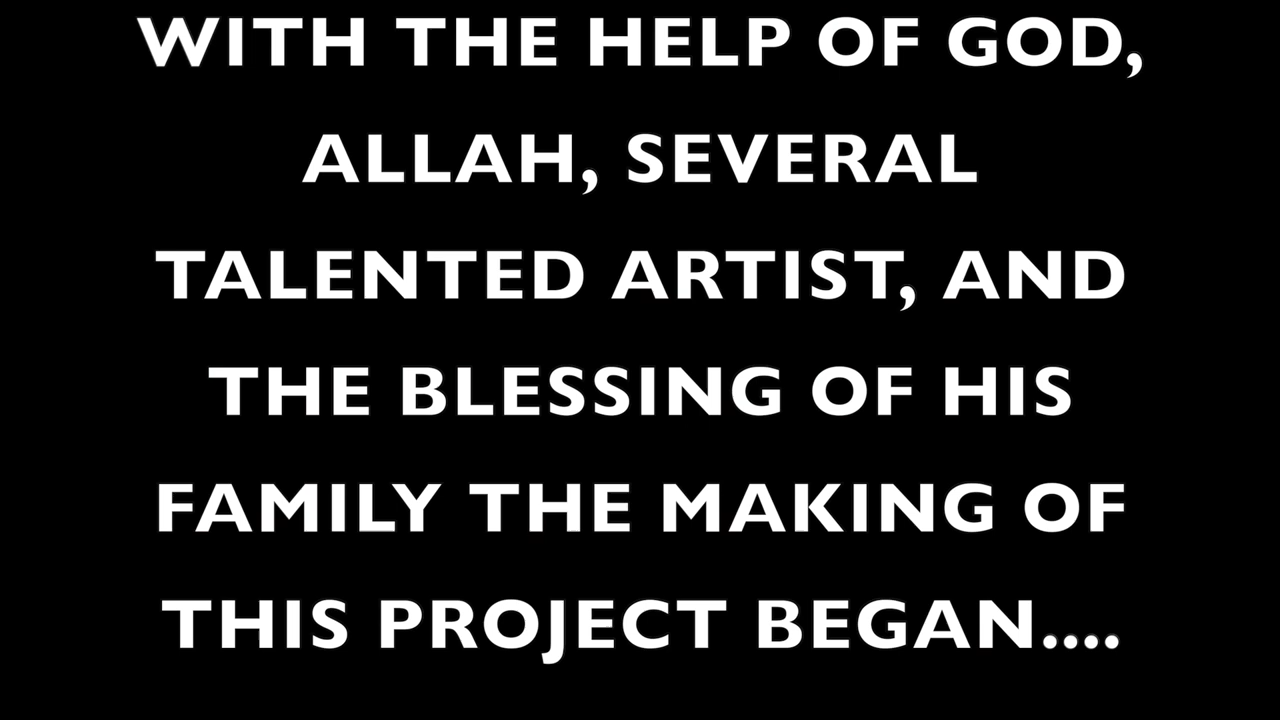 WITH THE HELP OF GOD,
ALLAH, SEVERAL
TALENTED ARTIST, AND
THE BLESSING OF HIS
FAMILY THE MAKING OF
THIS PROJECT BEGAN....